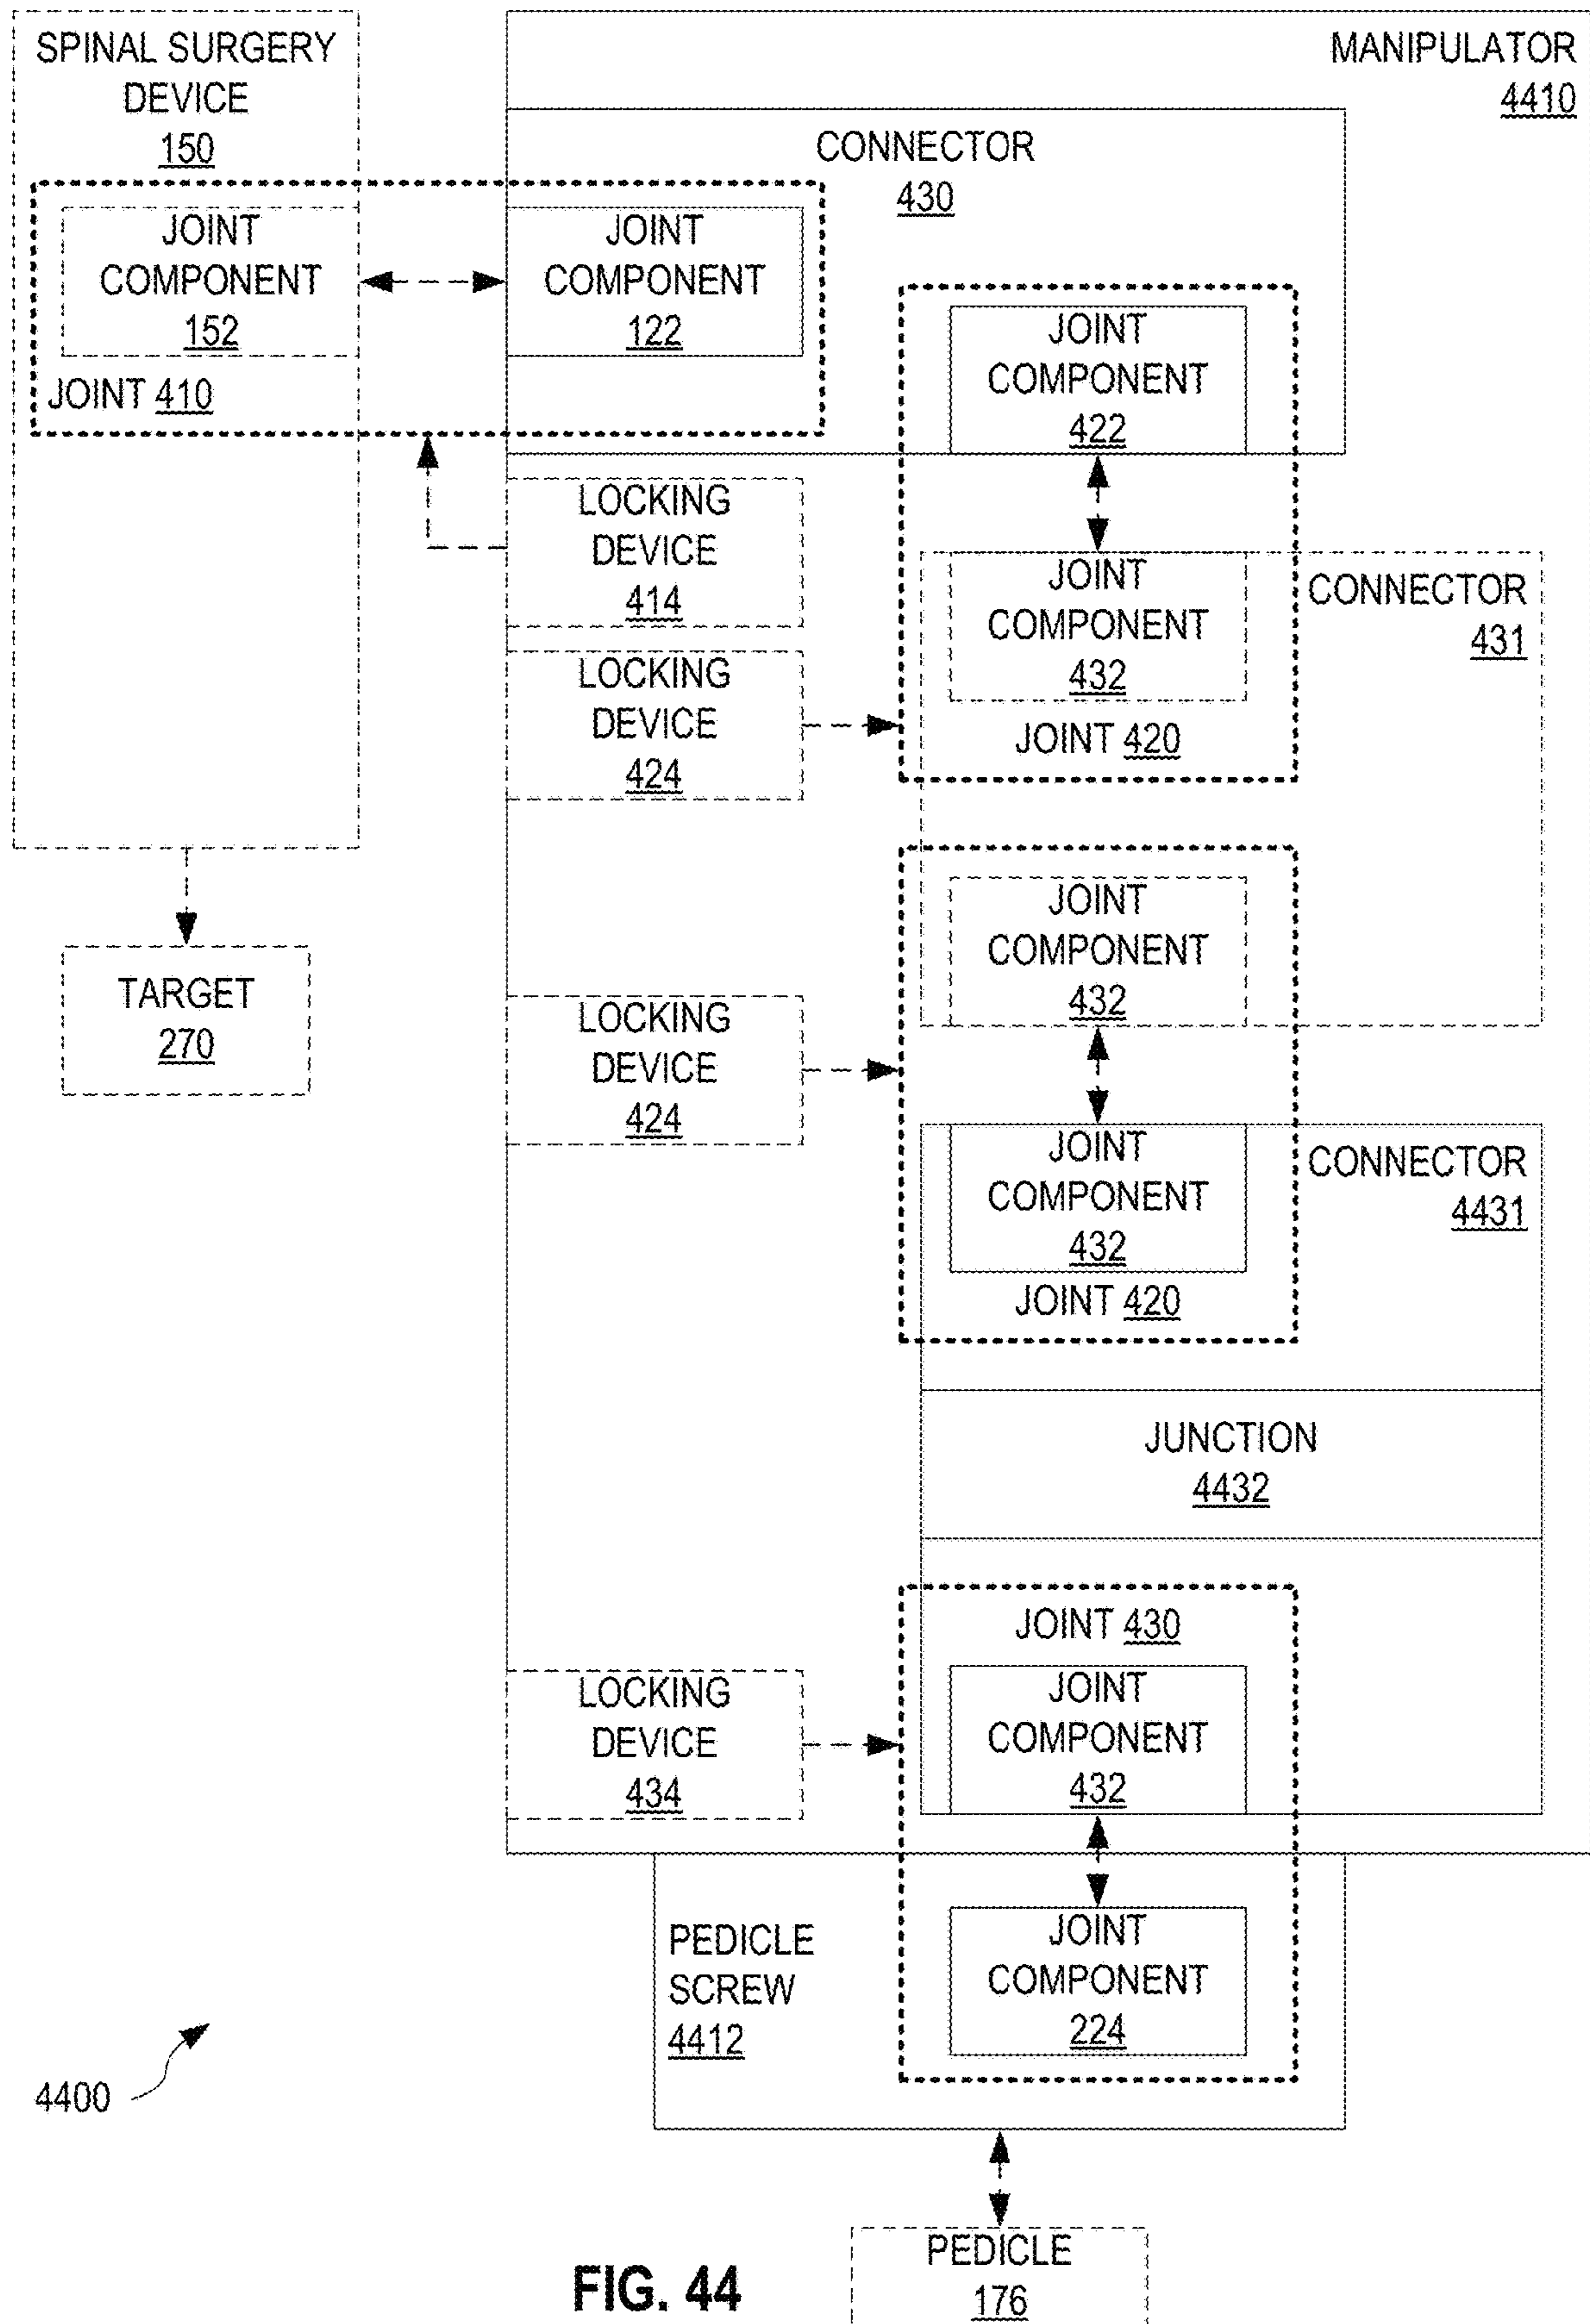 SPINAL SURGERY
DEVICE
150
MANIPULATOR
4410
CONNECTOR
430
JOINT
COMPONENT
152
JOINT 410
JOINT
COMPONENT
122
JOINT
COMPONENT
422
LOCKING
DEVICE
414
JOINT
COMPONENT
432
JOINT 420
CONNECTOR
431
LOCKING
DEVICE
424
JOINT
COMPONENT
432
TARGET
270
LOCKING
DEVICE
424
JOINT
COMPONENT
432
JOINT 420
CONNECTOR
4431
JUNCTION
4432
JOINT 430
JOINT
COMPONENT
432
LOCKING
DEVICE
434
PEDICLE
SCREW
4412
JOINT
COMPONENT
224
4400
PEDICLE
176
FIG. 44